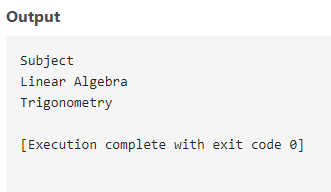 Output
Subject
Linear Algebra
Trigonometry
[Execution complete with exit code 0]